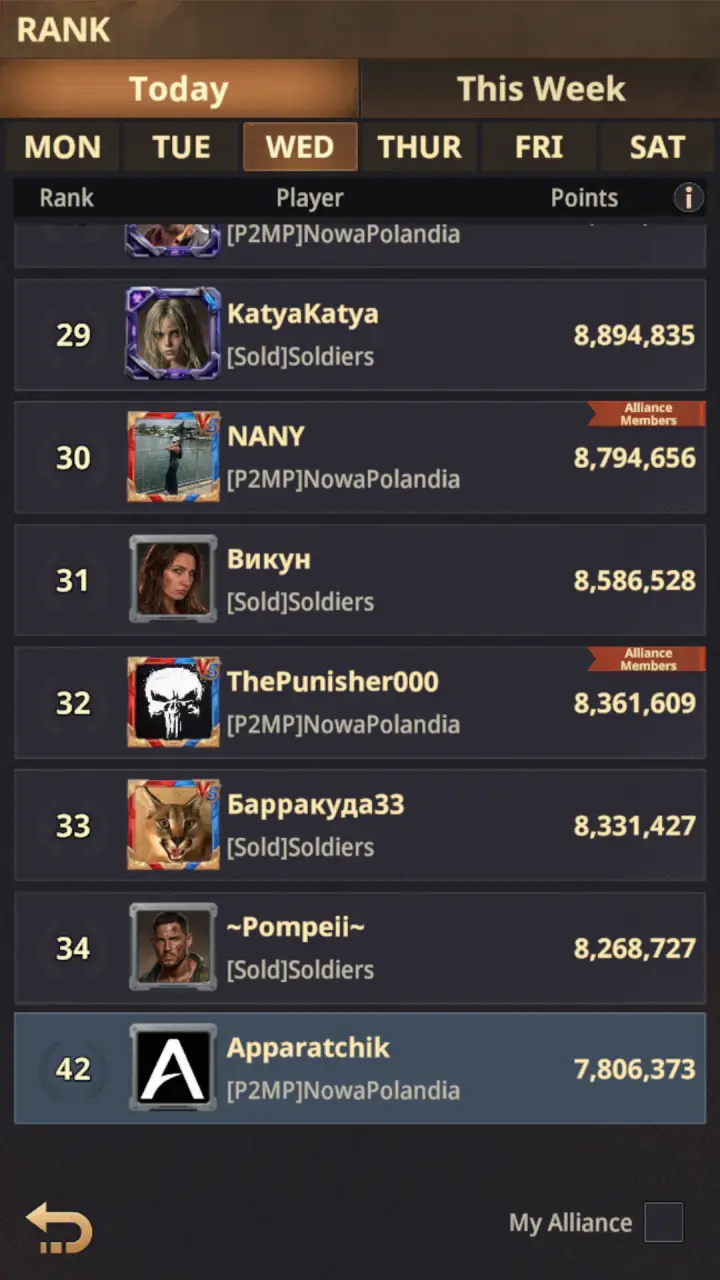 RANK
Today
This Week
MON TUE WED THUR FRI SAT
Rank Player Points i
[P2MP]NowaPolandia
29 KatyaKatya 8,894,835
[Sold]Soldiers
Alliance Members
30 NANY 8,794,656
[P2MP]NowaPolandia
31 Викун 8,586,528
[Sold]Soldiers
Alliance Members
32 ThePunisher000 8,361,609
[P2MP]NowaPolandia
33 Барракуда33 8,331,427
[Sold]Soldiers
34 ~Pompeii~ 8,268,727
[Sold]Soldiers
42 Apparatchik 7,806,373
[P2MP]NowaPolandia
My Alliance